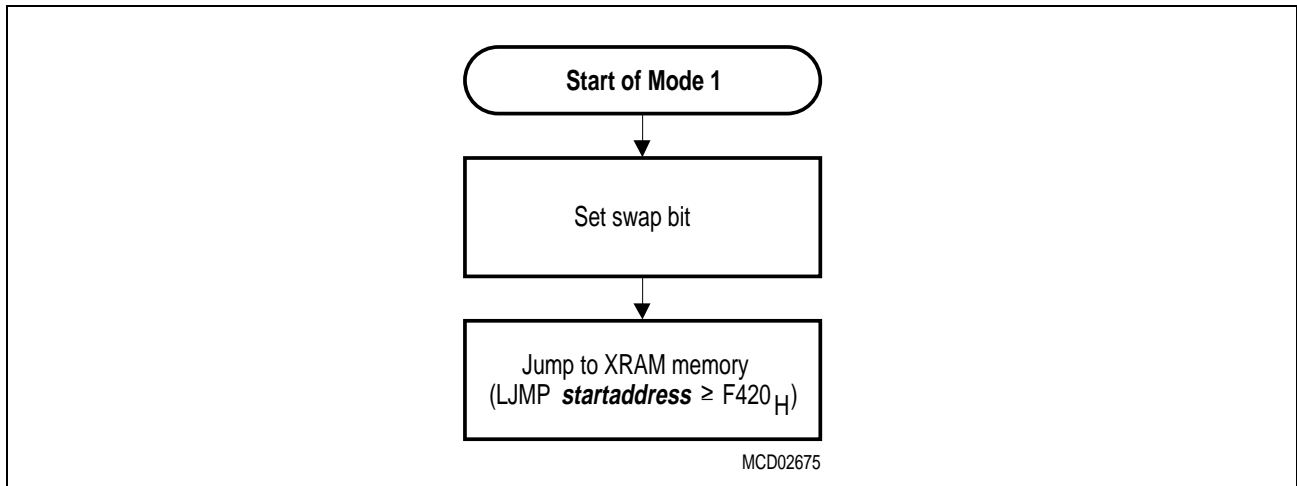 Start of Mode 1
Set swap bit
Jump to XRAM memory
(LJMP startaddress ≥ F420H)
MCD02675